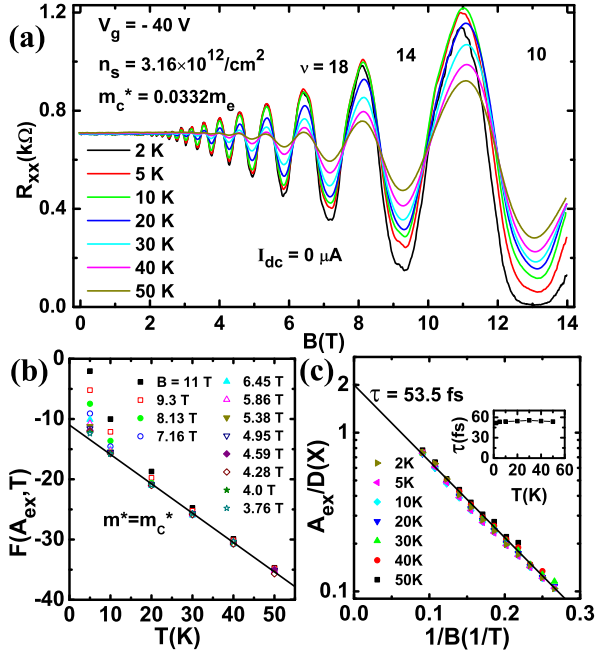 (a)
V_g = - 40 V
n_s = 3.16×10^12/cm^2
m_c* = 0.0332m_e
ν = 18
14
10
2 K
5 K
10 K
20 K
30 K
40 K
50 K
I_dc = 0 μA
R_xx(kΩ)
1.2
0.8
0.4
0.0
0 2 4 6 8 10 12 14
B(T)
(b)
F(A_ex,T)
0
-10
-20
-30
-40
B = 11 T
9.3 T
8.13 T
7.16 T
6.45 T
5.86 T
5.38 T
4.95 T
4.59 T
4.28 T
4.0 T
3.76 T
m*=m_c*
0 10 20 30 40 50
T(K)
(c)
τ = 53.5 fs
A_ex/D(X)
2
1
0.1
2K
5K
10K
20K
30K
40K
50K
τ(fs)
60
30
0
0 20 40 60
T(K)
0.0 0.1 0.2 0.3
1/B(1/T)